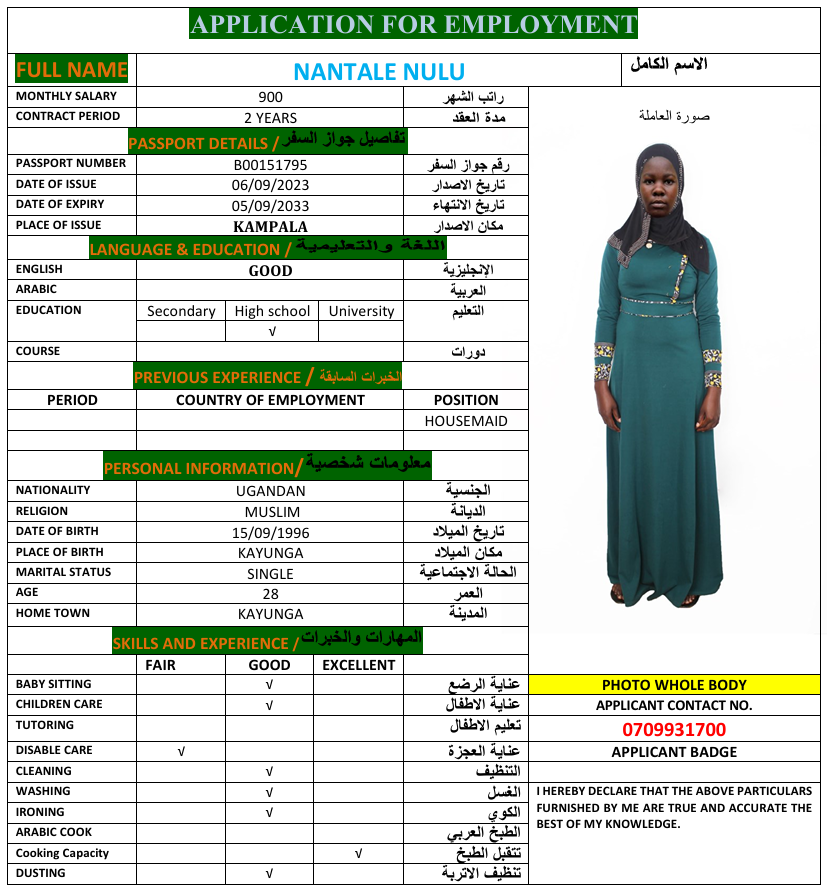 APPLICATION FOR EMPLOYMENT
FULL NAME NANTALE NULU الاسم الكامل
MONTHLY SALARY 900 راتب الشهر
CONTRACT PERIOD 2 YEARS مدة العقد
صورة العاملة
PASSPORT DETAILS / تفاصيل جواز السفر
PASSPORT NUMBER B00151795 رقم جواز السفر
DATE OF ISSUE 06/09/2023 تاريخ الاصدار
DATE OF EXPIRY 05/09/2033 تاريخ الانتهاء
PLACE OF ISSUE KAMPALA مكان الاصدار
LANGUAGE & EDUCATION / اللغة والتعليمية
ENGLISH GOOD الإنجليزية
ARABIC العربية
EDUCATION Secondary High school University التعليم
√
COURSE دورات
PREVIOUS EXPERIENCE / الخبرات السابقة
PERIOD COUNTRY OF EMPLOYMENT POSITION
HOUSEMAID
PERSONAL INFORMATION/ معلومات شخصية
NATIONALITY UGANDAN الجنسية
RELIGION MUSLIM الديانة
DATE OF BIRTH 15/09/1996 تاريخ الميلاد
PLACE OF BIRTH KAYUNGA مكان الميلاد
MARITAL STATUS SINGLE الحالة الاجتماعية
AGE 28 العمر
HOME TOWN KAYUNGA المدينة
SKILLS AND EXPERIENCE / المهارات والخبرات
FAIR GOOD EXCELLENT
BABY SITTING √ عناية الرضع
CHILDREN CARE √ عناية الاطفال
TUTORING تعليم الاطفال
DISABLE CARE √ عناية العجزة
CLEANING √ التنظيف
WASHING √ الغسل
IRONING √ الكوي
ARABIC COOK الطبخ العربي
Cooking Capacity √ تتقبل الطبخ
DUSTING √ تنظيف الاتربة
PHOTO WHOLE BODY
APPLICANT CONTACT NO.
0709931700
APPLICANT BADGE
I HEREBY DECLARE THAT THE ABOVE PARTICULARS
FURNISHED BY ME ARE TRUE AND ACCURATE THE
BEST OF MY KNOWLEDGE.